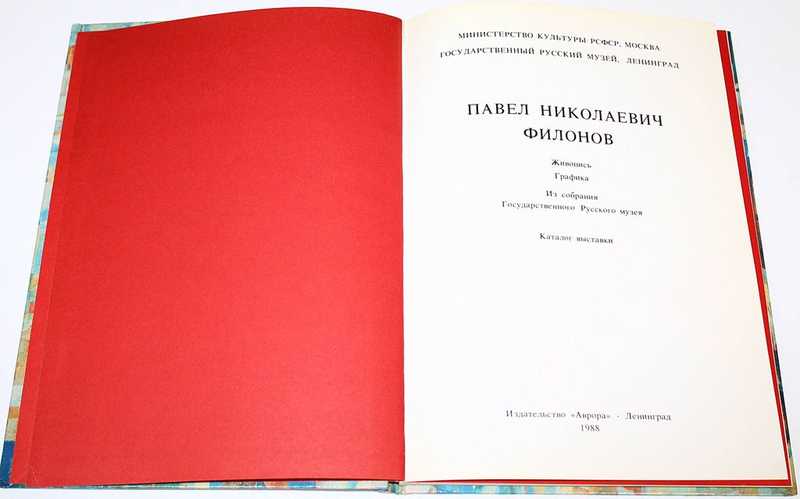 МИНИСТЕРСТВО КУЛЬТУРЫ РСФСР, МОСКВА
ГОСУДАРСТВЕННЫЙ РУССКИЙ МУЗЕЙ, ЛЕНИНГРАД
ПАВЕЛ НИКОЛАЕВИЧ
ФИЛОНОВ
Живопись
Графика
Из собрания
Государственного Русского музея
Каталог выставки
Издательство «Аврора» · Ленинград
1988